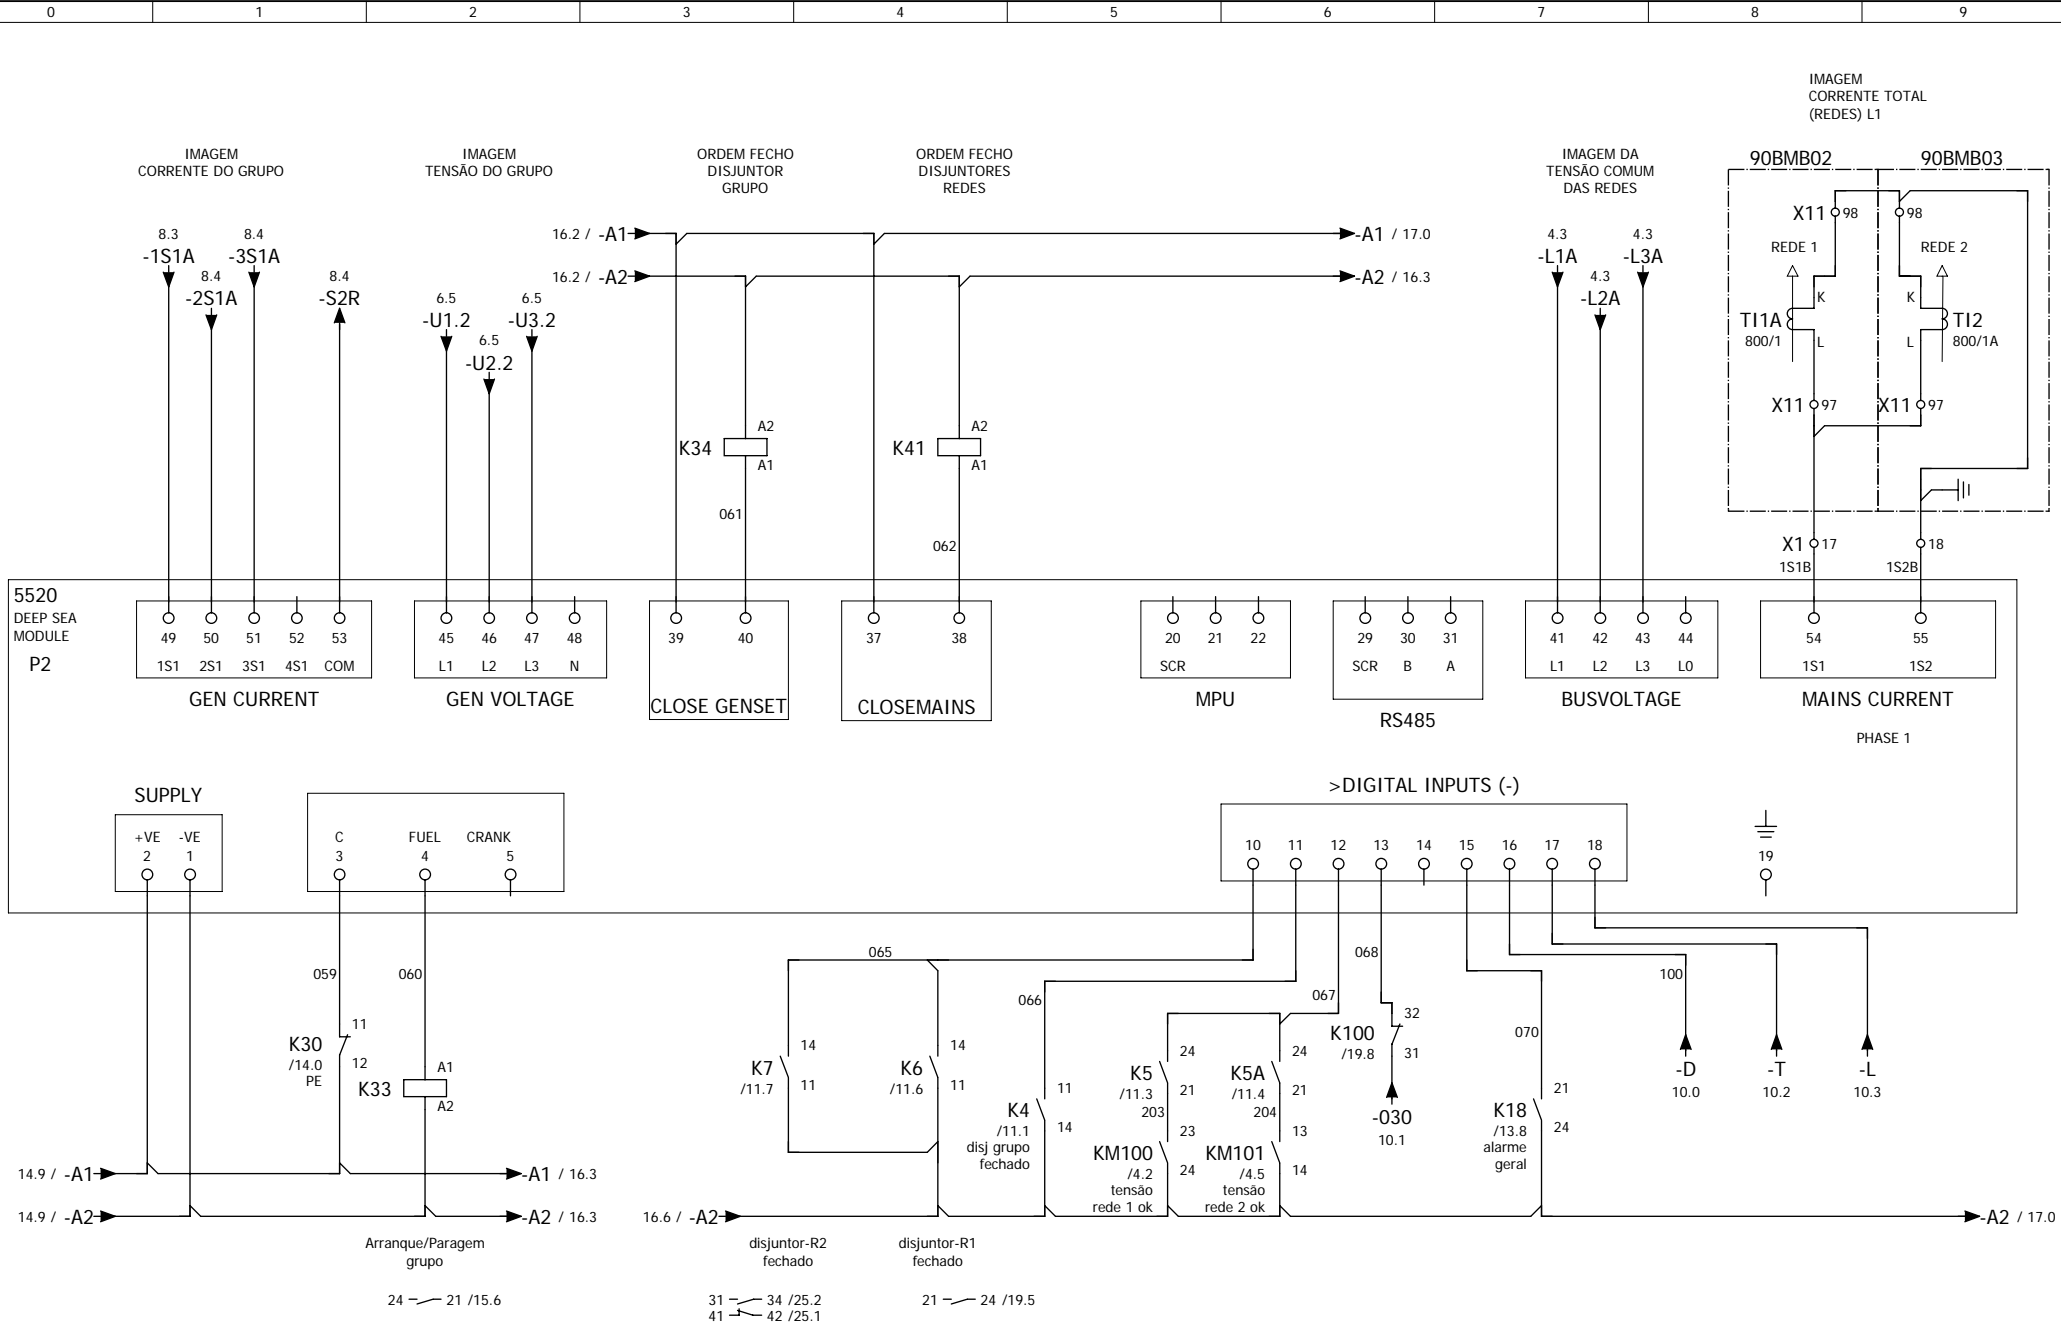 0 1 2 3 4 5 6 7 8 9
IMAGEM
CORRENTE TOTAL
(REDES) L1
IMAGEM
CORRENTE DO GRUPO
IMAGEM
TENSÃO DO GRUPO
ORDEM FECHO
DISJUNTOR
GRUPO
ORDEM FECHO
DISJUNTORES
REDES
IMAGEM DA
TENSÃO COMUM
DAS REDES
90BMB02
90BMB03
8.3
-1S1A
8.4
-2S1A
8.4
-3S1A
8.4
-S2R
6.5
-U1.2
6.5
-U2.2
6.5
-U3.2
16.2 / -A1
-A1 / 17.0
16.2 / -A2
-A2 / 16.3
4.3
-L1A
4.3
-L2A
4.3
-L3A
X11 98
98
REDE 1
REDE 2
K
K
TI1A
800/1
TI2
800/1A
L
L
X11 97
X11 97
K34
A2
A1
061
K41
A2
A1
062
X1 17
1S1B
18
1S2B
5520
DEEP SEA
MODULE
P2
49 50 51 52 53
1S1 2S1 3S1 4S1 COM
GEN CURRENT
45 46 47 48
L1 L2 L3 N
GEN VOLTAGE
39 40
CLOSE GENSET
37 38
CLOSEMAINS
20 21 22
SCR
MPU
29 30 31
SCR B A
RS485
41 42 43 44
L1 L2 L3 L0
BUSVOLTAGE
54 55
1S1 1S2
MAINS CURRENT
PHASE 1
SUPPLY
+VE -VE
2 1
C FUEL CRANK
3 4 5
>DIGITAL INPUTS (-)
10 11 12 13 14 15 16 17 18
19
059
060
K30
/14.0
PE
11
12
K33
A1
A2
065
066
067
068
070
100
K7
/11.7
14
11
K6
/11.6
14
11
K4
/11.1
disj grupo
fechado
11
14
K5
/11.3
24
21
203
KM100
/4.2
tensão
rede 1 ok
23
24
K5A
/11.4
24
21
204
KM101
/4.5
tensão
rede 2 ok
13
14
K100
/19.8
32
31
-030
10.1
K18
/13.8
alarme
geral
21
24
-D
10.0
-T
10.2
-L
10.3
14.9 / -A1
-A1 / 16.3
14.9 / -A2
-A2 / 16.3
16.6 / -A2
-A2 / 17.0
Arranque/Paragem
grupo
disjuntor-R2
fechado
disjuntor-R1
fechado
24 21 /15.6
31 34 /25.2
41 42 /25.1
21 24 /19.5